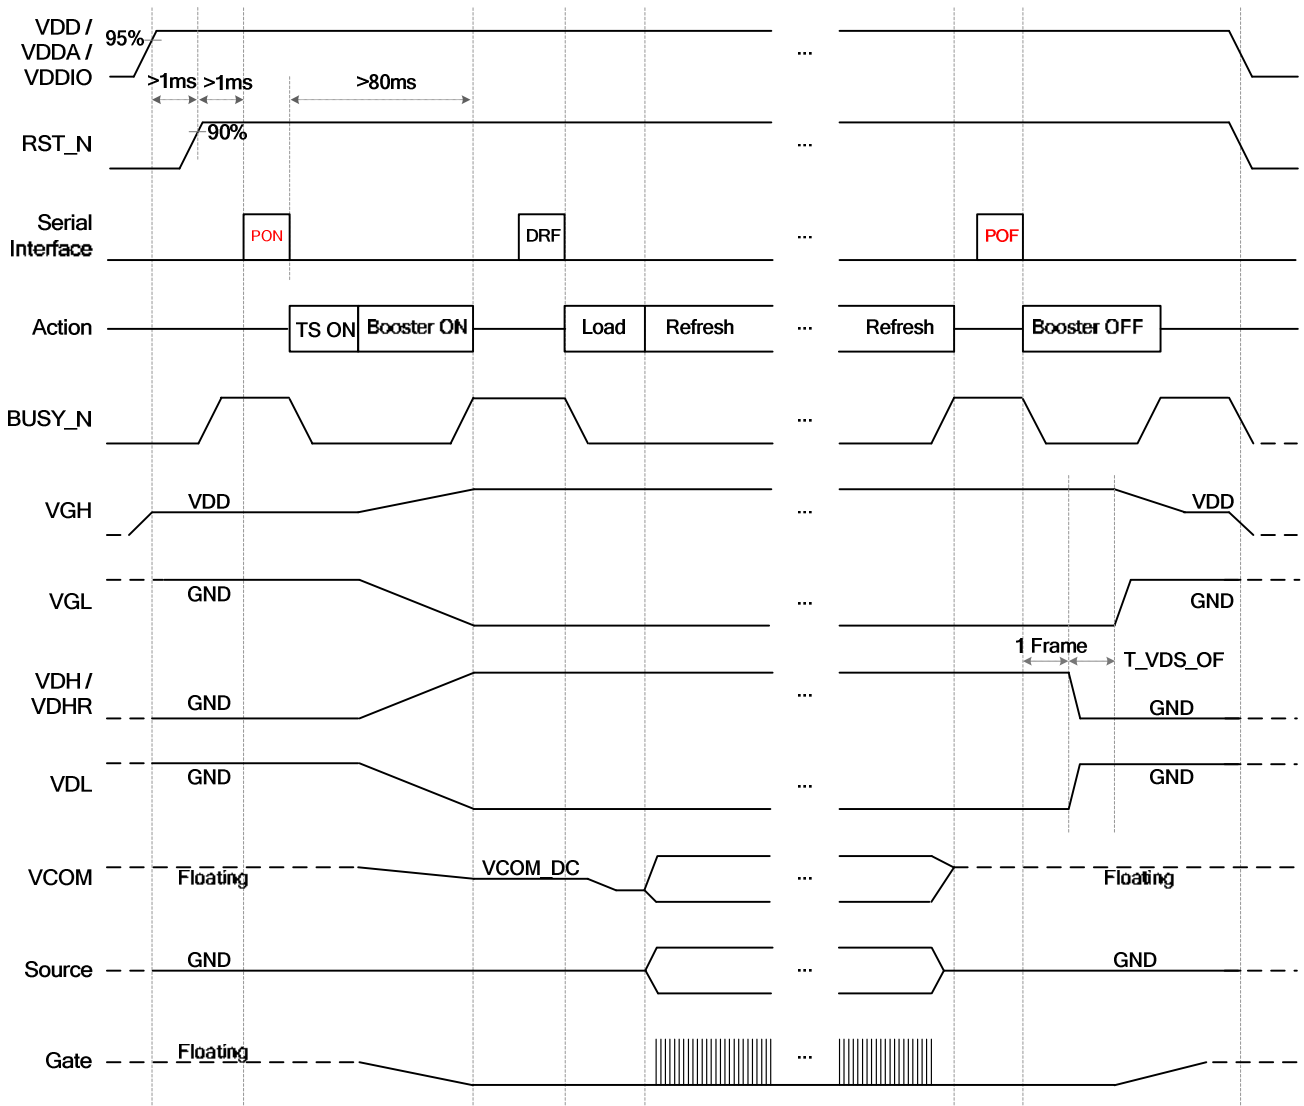 VDD /
VDDA /
VDDIO
95%
>1ms >1ms >80ms
...
RST_N
90%
...
Serial
Interface
PON
DRF
...
POF
Action
TS ON
Booster ON
Load
Refresh
...
Refresh
Booster OFF
BUSY_N
...
VGH
VDD
...
VDD
VGL
GND
...
GND
1 Frame
T_VDS_OF
VDH /
VDHR
GND
...
GND
VDL
GND
...
GND
VCOM
Floating
VCOM_DC
...
Floating
Source
GND
...
GND
Gate
Floating
...